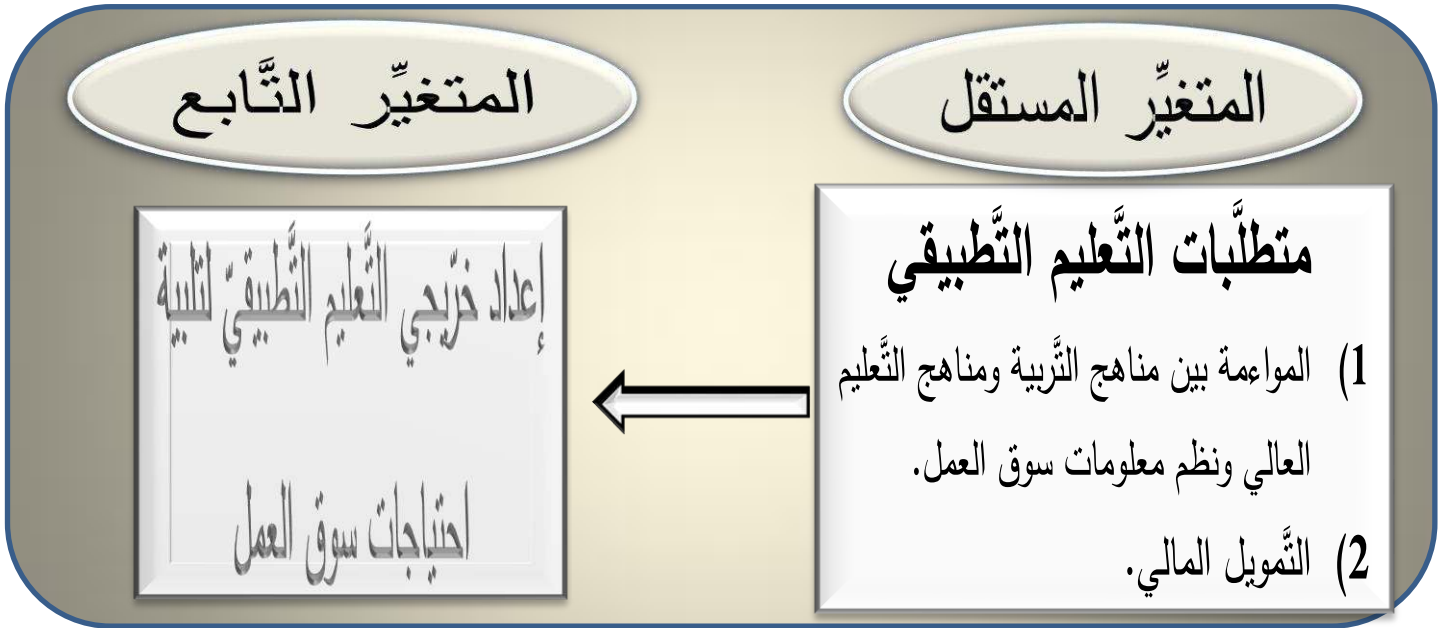 المتغيِّر المستقل
متطلَّبات التَّعليم التَّطبيقي
1) المواءمة بين مناهج التَّربية ومناهج التَّعليم
العالي ونظم معلومات سوق العمل.
2) التَّمويل المالي.
المتغيِّر التَّابع
إعداد خرّيجي التَّعليم التَّطبيقيّ لتلبية
احتياجات سوق العمل